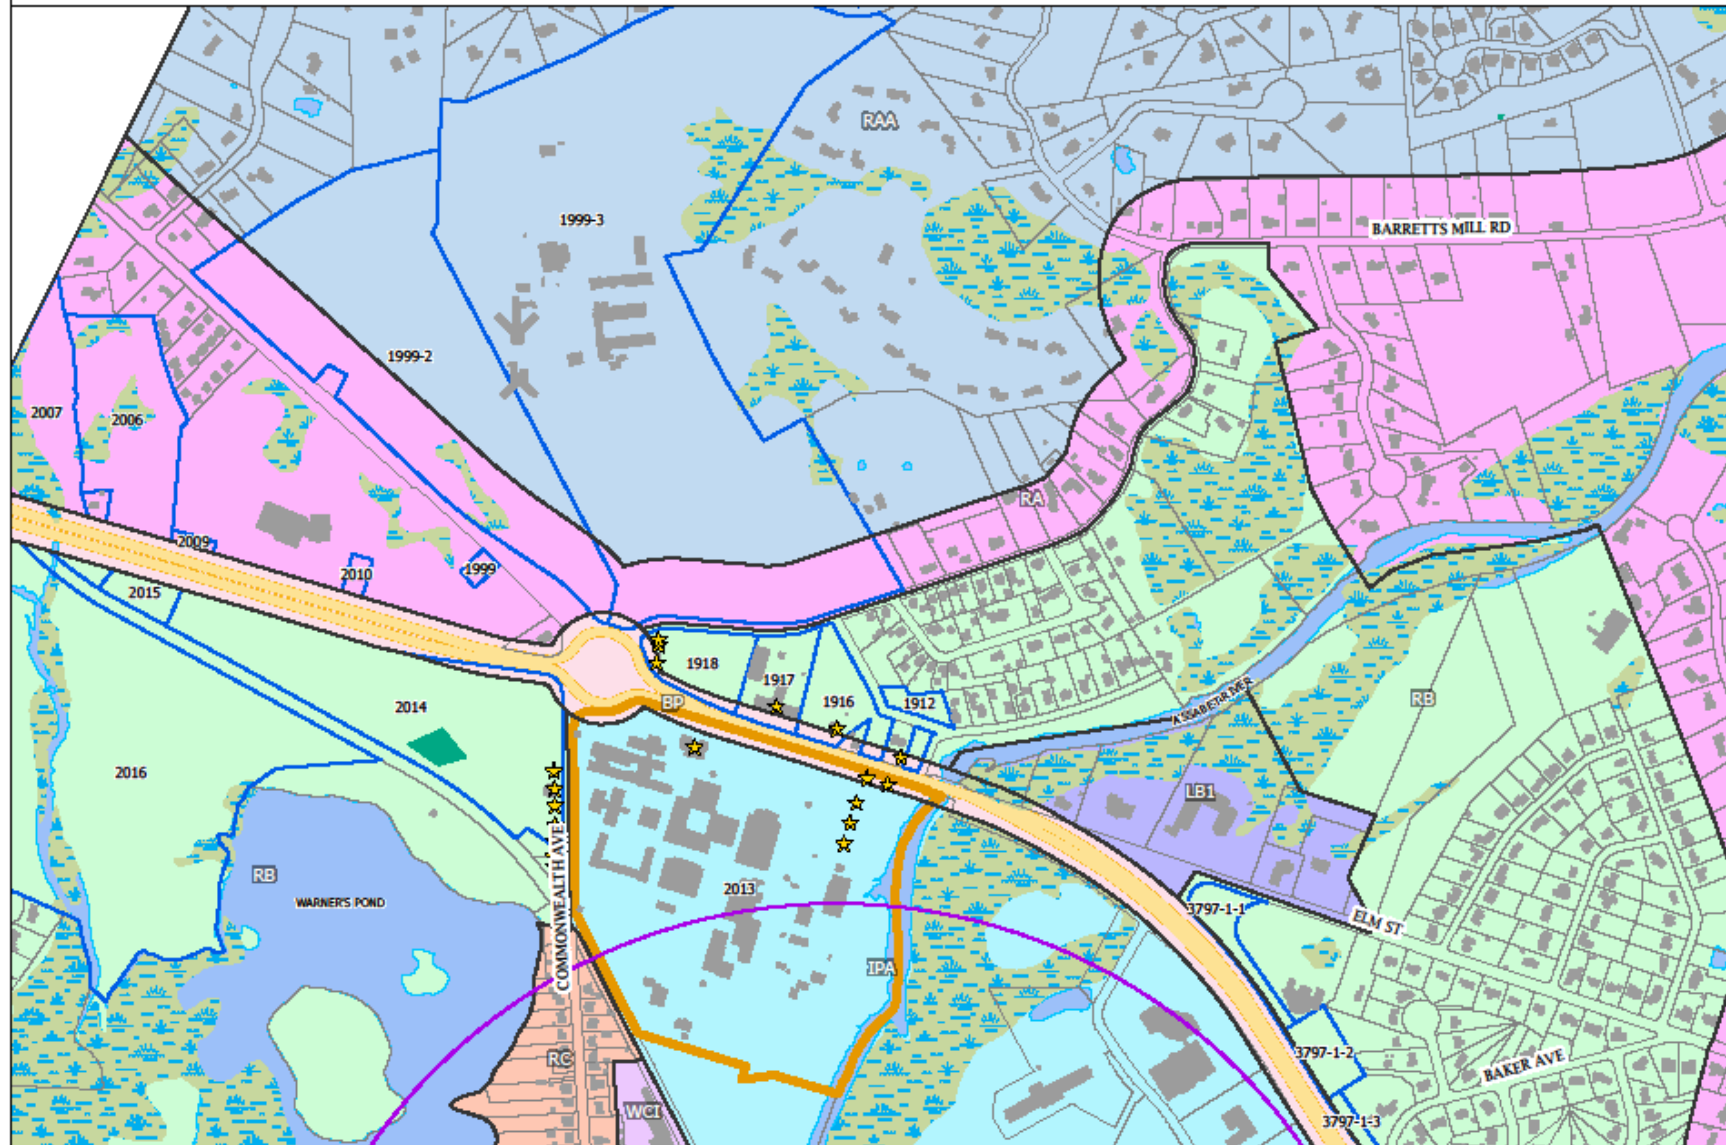 RAA
1999-3
BARRETTS MILL RD
1999-2
2007
2006
RA
2009
2010
1999
2015
1918
1917
1916
1912
BP
ASSABET RIVER
RB
2014
2016
LB1
2013
RB
WARNER'S POND
COMMONWEALTH AVE
3797-1-1
ELM ST
IPA
RC
3797-1-2
BAKER AVE
WCI
3797-1-3